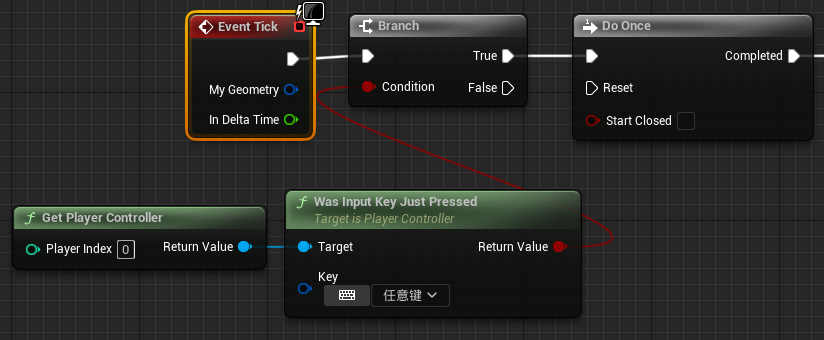 Event Tick
My Geometry
In Delta Time
Branch
True
Condition
False
Do Once
Completed
Reset
Start Closed
Get Player Controller
Player Index 0
Return Value
Was Input Key Just Pressed
Target is Player Controller
Target
Return Value
Key
任意键